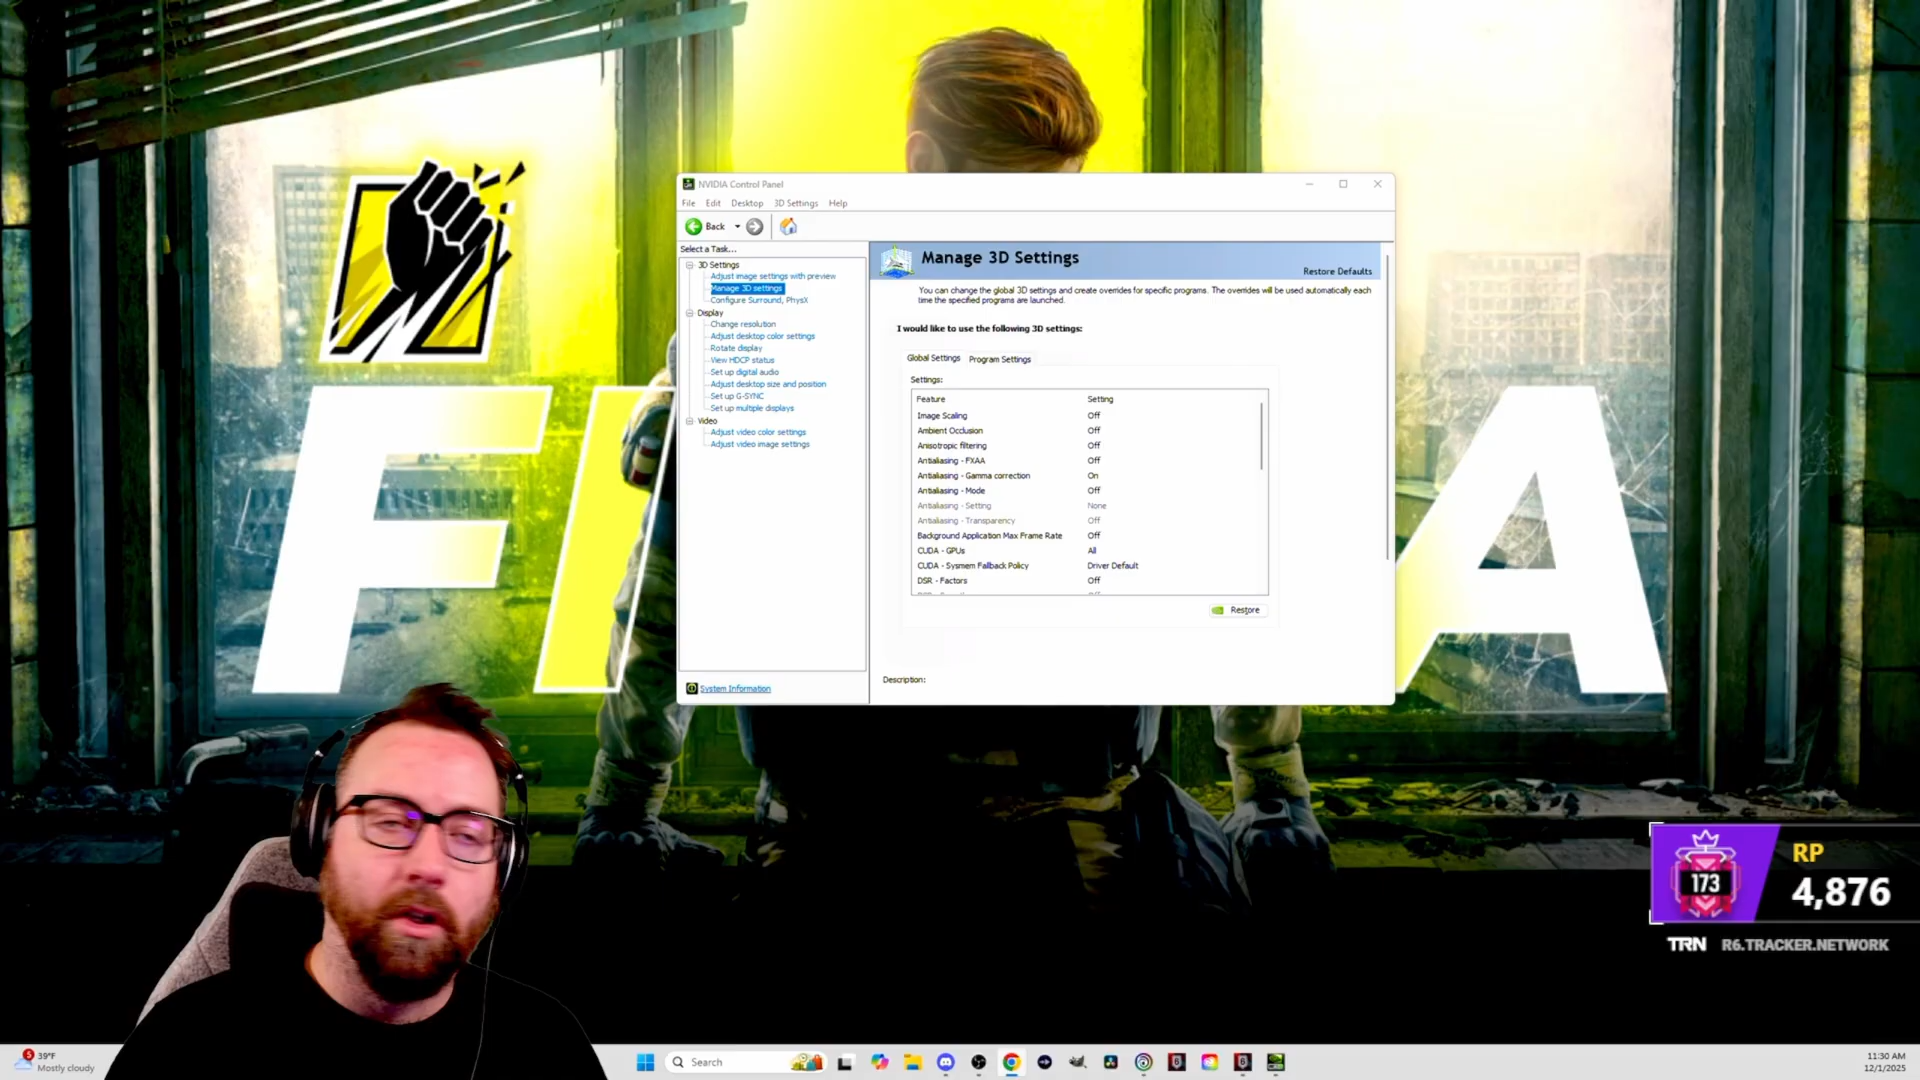 FI A
NVIDIA Control Panel
File Edit Desktop 3D Settings Help
Back
Select a Task...
3D Settings
Adjust image settings with preview
Manage 3D settings
Configure Surround, PhysX
Display
Change resolution
Adjust desktop color settings
Rotate display
View HDCP status
Set up digital audio
Adjust desktop size and position
Set up G-SYNC
Set up multiple displays
Video
Adjust video color settings
Adjust video image settings
System Information
Manage 3D Settings
Restore Defaults
You can change the global 3D settings and create overrides for specific programs. The overrides will be used automatically each
time the specified programs are launched.
I would like to use the following 3D settings:
Global Settings Program Settings
Settings:
Feature Setting
Image Scaling Off
Ambient Occlusion Off
Anisotropic filtering Off
Antialiasing - FXAA Off
Antialiasing - Gamma correction On
Antialiasing - Mode Off
Antialiasing - Setting None
Antialiasing - Transparency Off
Background Application Max Frame Rate Off
CUDA - GPUs All
CUDA - Sysmem Fallback Policy Driver Default
DSR - Factors Off
Restore
Description:
173
RP
4,876
TRN R6.TRACKER.NETWORK
5
39°F
Mostly cloudy
Search
11:30 AM
12/1/2025